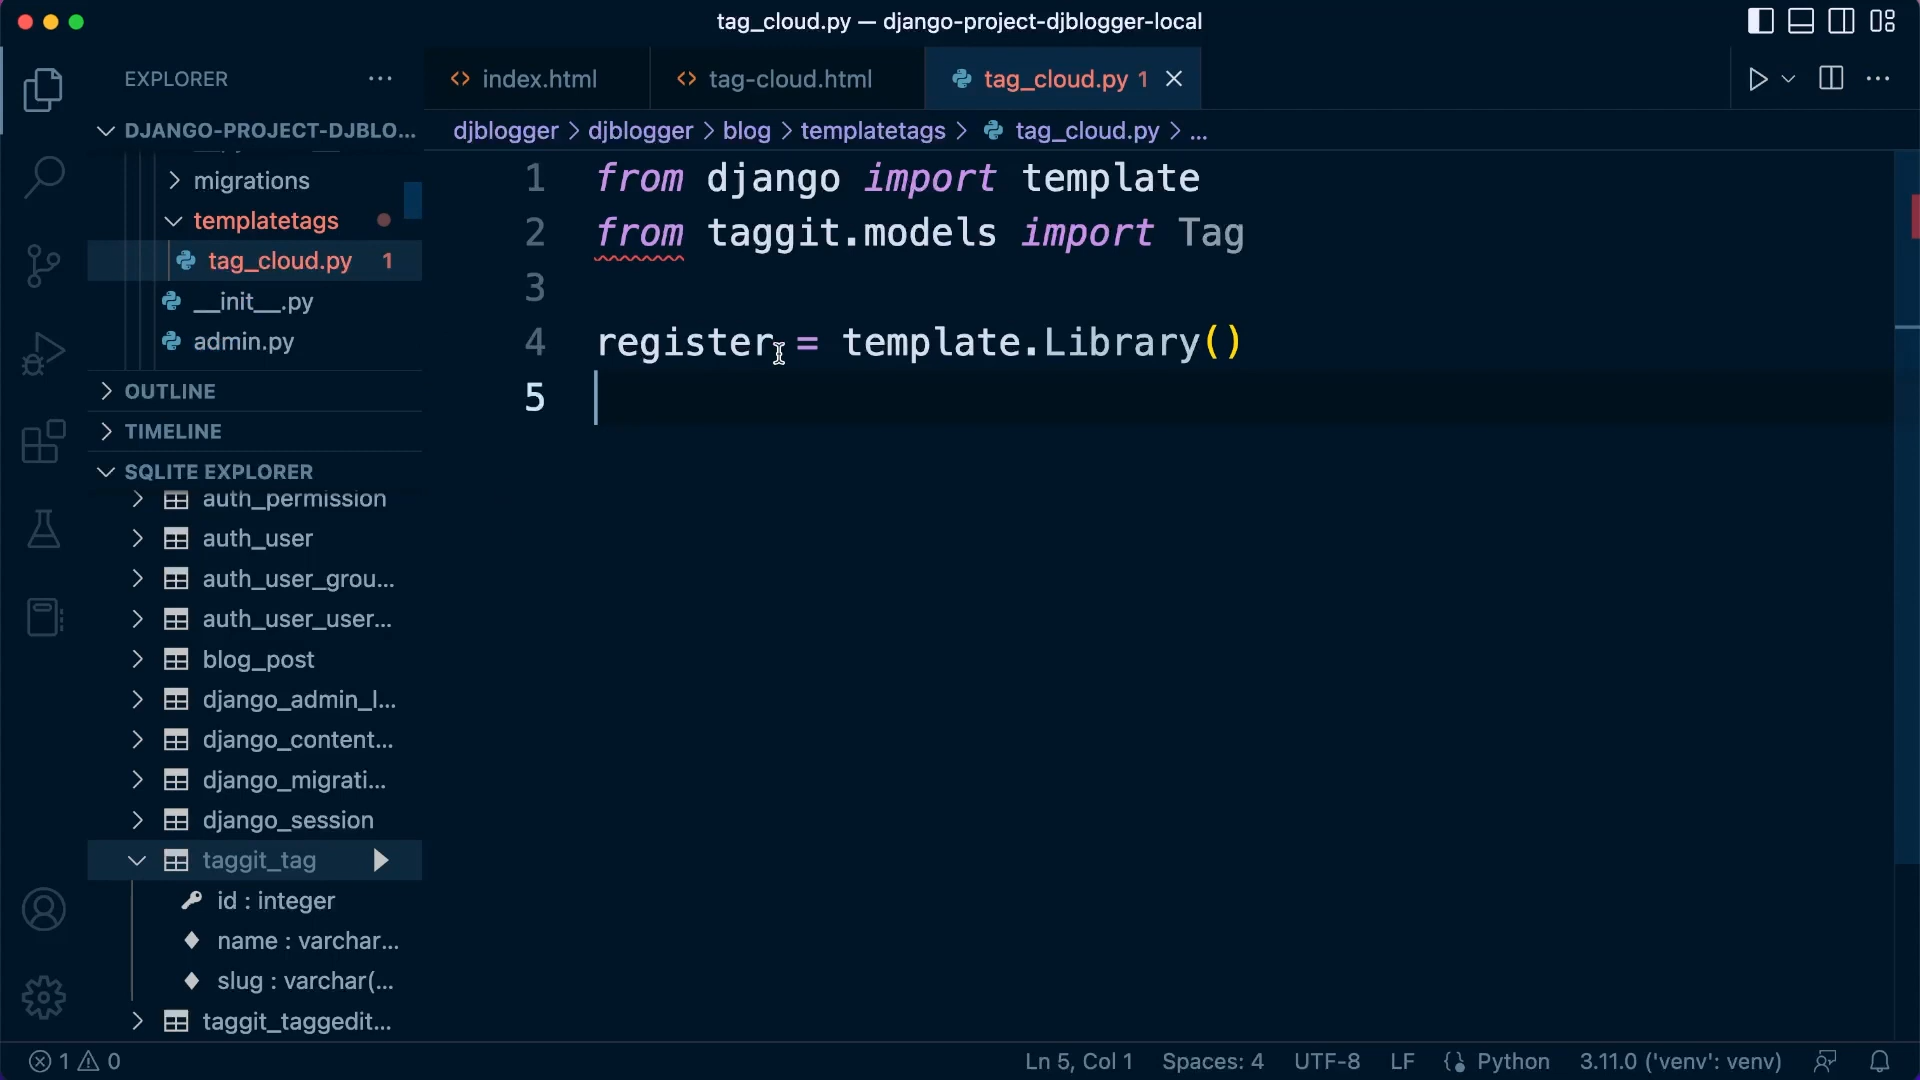 tag_cloud.py — django-project-djblogger-local
EXPLORER
index.html
tag-cloud.html
tag_cloud.py 1
DJANGO-PROJECT-DJBLO...
djblogger > djblogger > blog > templatetags > tag_cloud.py > ...
migrations
templatetags
tag_cloud.py 1
__init__.py
admin.py
OUTLINE
TIMELINE
SQLITE EXPLORER
auth_permission
auth_user
auth_user_grou...
auth_user_user...
blog_post
django_admin_l...
django_content...
django_migrati...
django_session
taggit_tag
id : integer
name : varchar...
slug : varchar(...
taggit_taggedit...
1 from django import template
2 from taggit.models import Tag
3
4 register = template.Library()
5
1 0
Ln 5, Col 1
Spaces: 4
UTF-8
LF
Python
3.11.0 ('venv': venv)